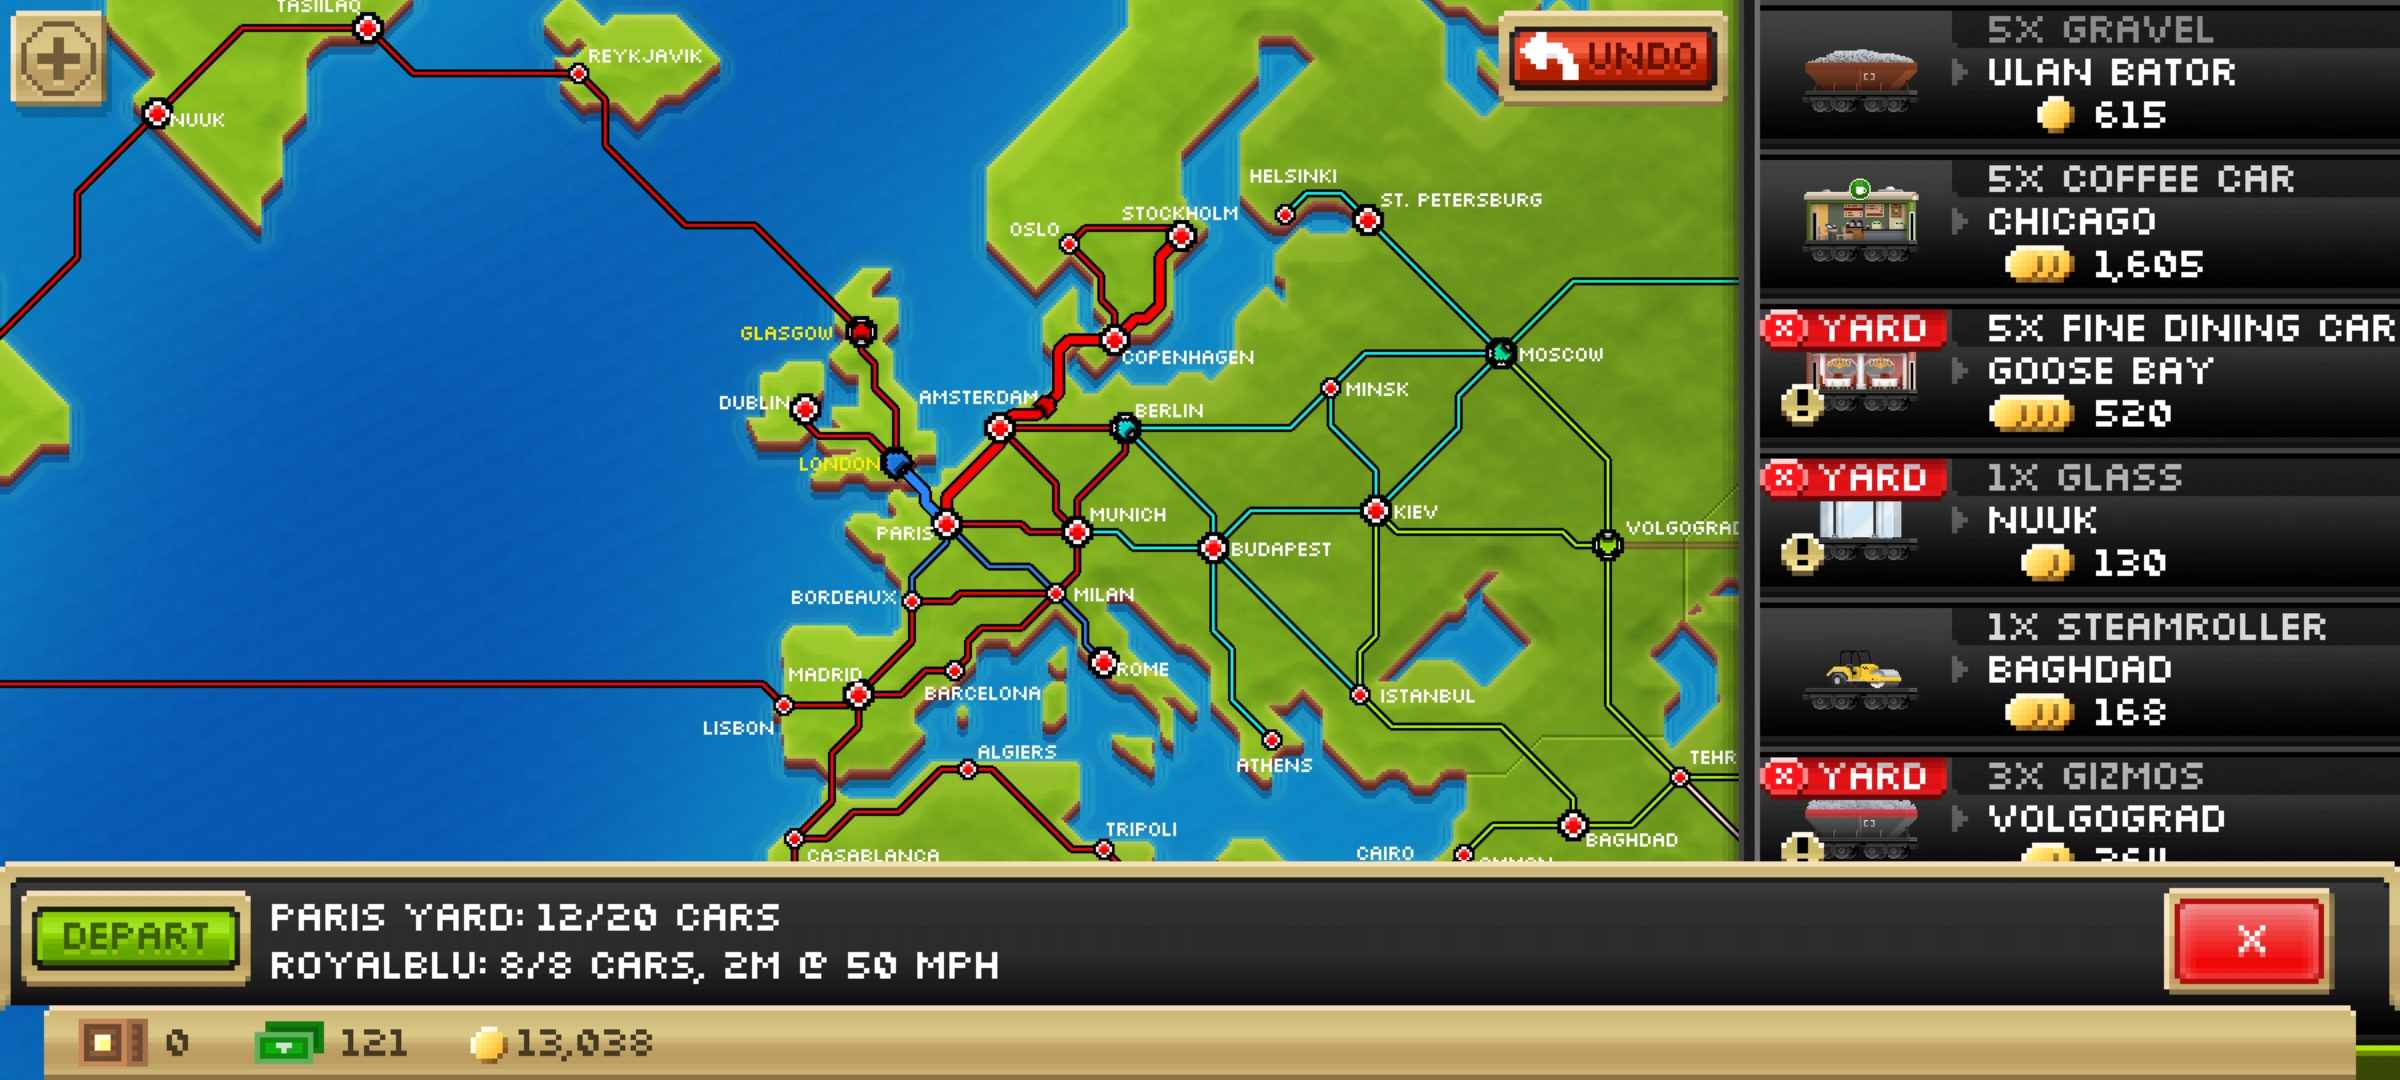 TASIILAQ
REYKJAVIK
NUUK
UNDO
HELSINKI
ST. PETERSBURG
STOCKHOLM
OSLO
GLASGOW
COPENHAGEN
MOSCOW
MINSK
AMSTERDAM
DUBLIN
BERLIN
LONDON
PARIS
MUNICH
KIEV
VOLGOGRAD
BUDAPEST
BORDEAUX
MILAN
MADRID
ROME
BARCELONA
ISTANBUL
LISBON
ALGIERS
ATHENS
TEHR
TRIPOLI
BAGHDAD
CASABLANCA
CAIRO
AMMAN
5X GRAVEL
ULAN BATOR
615
5X COFFEE CAR
CHICAGO
1,605
YARD
5X FINE DINING CAR
GOOSE BAY
520
YARD
1X GLASS
NUUK
130
1X STEAMROLLER
BAGHDAD
168
YARD
3X GIZMOS
VOLGOGRAD
DEPART
PARIS YARD: 12/20 CARS
ROYALBLU: 8/8 CARS, 2M @ 50 MPH
X
0
121
13,038